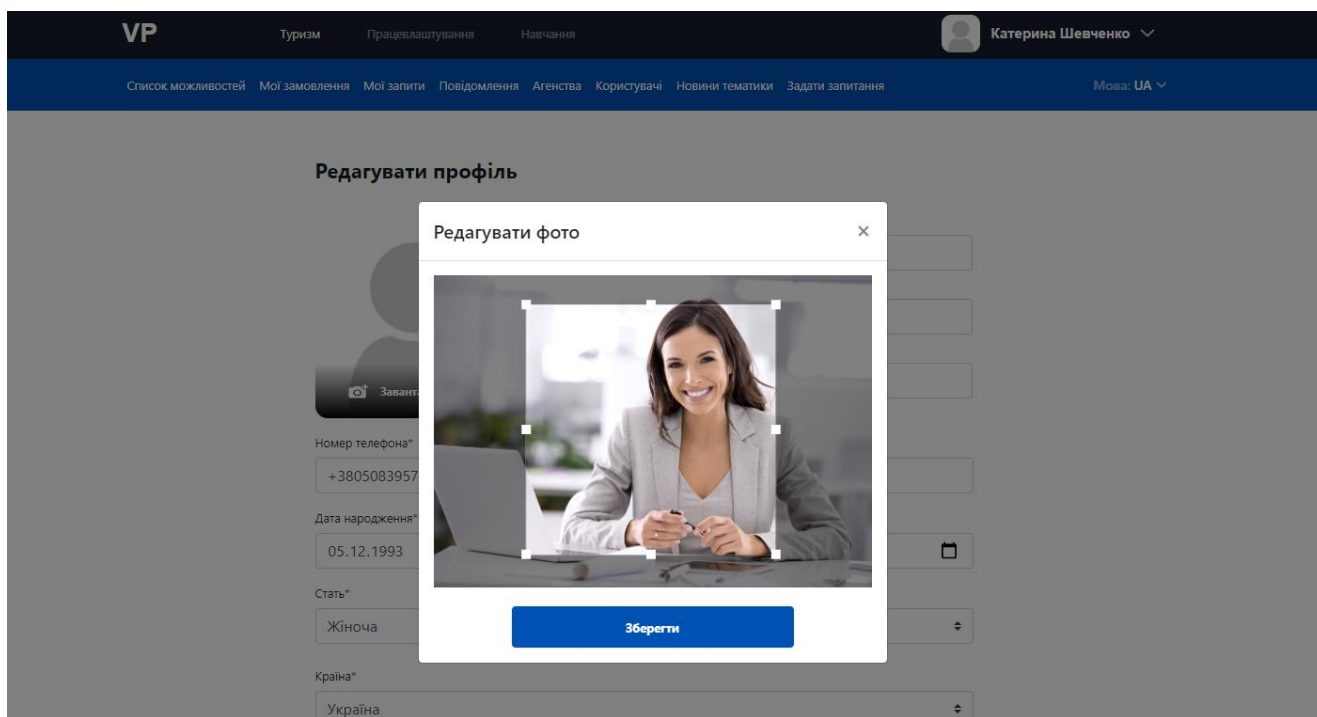 VP Туризм Працевлаштування Навчання Катерина Шевченко
Список можливостей Мої замовлення Мої запити Повідомлення Агенства Користувачі Новини тематики Задати запитання Мова: UA
Редагувати профіль
Редагувати фото ×
Номер телефона*
+3805083957
Дата народження*
05.12.1993
Стать*
Жіноча
Зберегти
Країна*
Україна